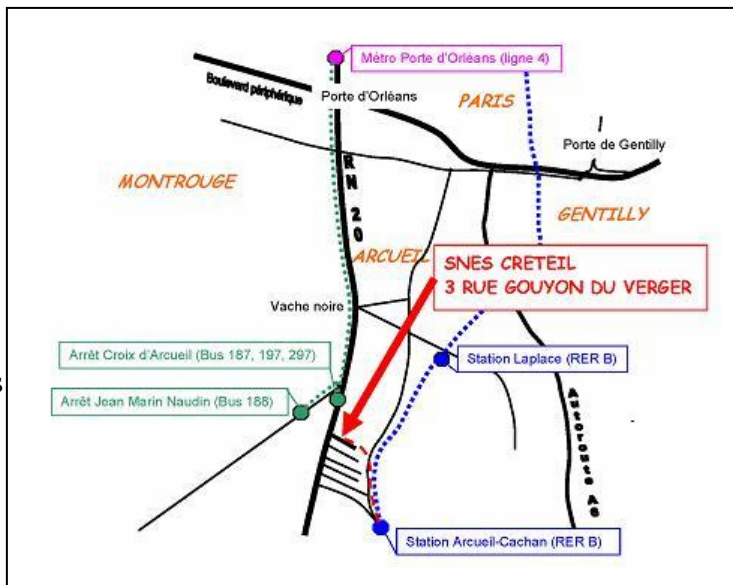 Métro Porte d'Orléans (ligne 4)
Boulevard périphérique
Porte d'Orléans
PARIS
Porte de Gentilly
MONTROUGE
RN 20
GENTILLY
ARCUEIL
SNES CRETEIL
3 RUE GOUYON DU VERGER
Vache noire
Arrêt Croix d'Arcueil (Bus 187, 197, 297)
Station Laplace (RER B)
Arrêt Jean Marin Naudin (Bus 188)
Autoroute A6
Station Arcueil-Cachan (RER B)
s